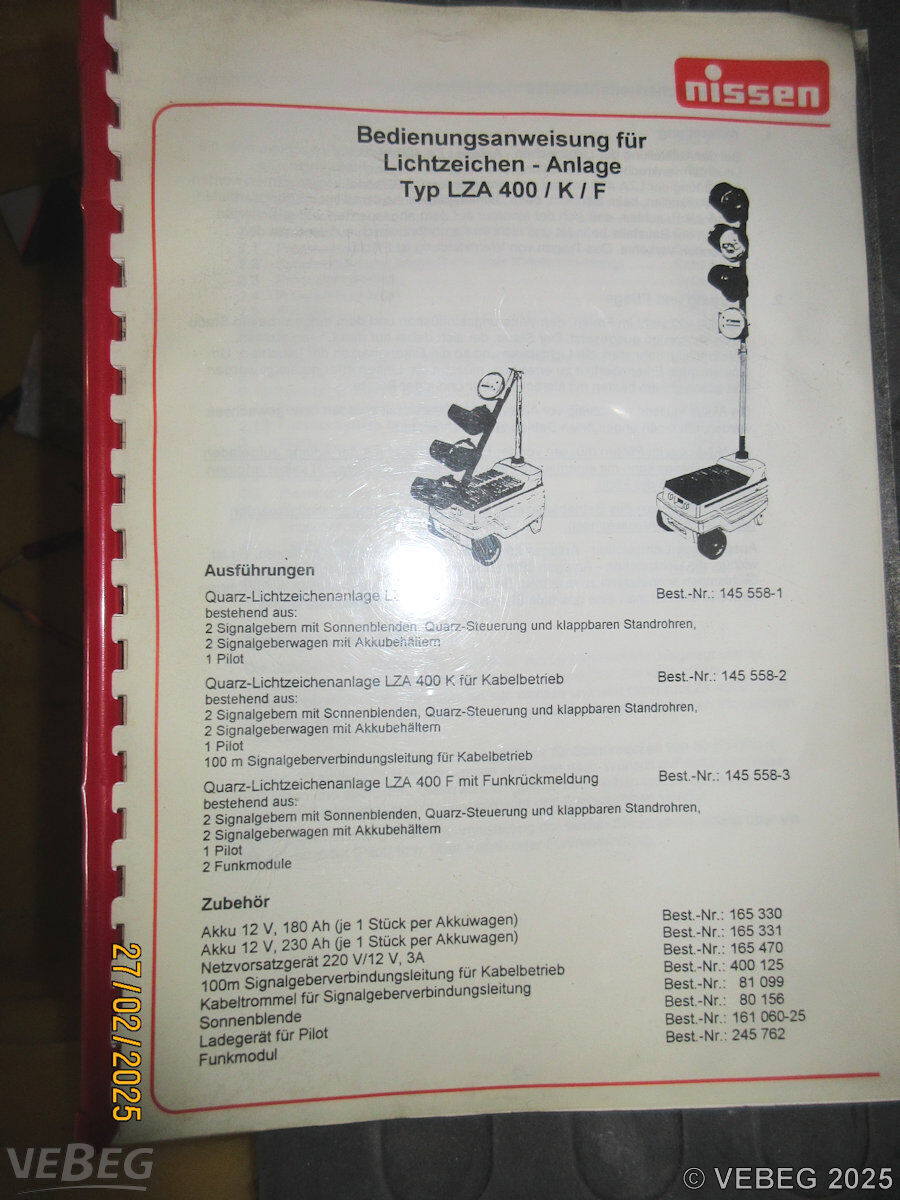 nissen
Bedienungsanweisung für
Lichtzeichen - Anlage
Typ LZA 400 / K / F
Ausführungen
Quarz-Lichtzeichenanlage
Best.-Nr.: 145 558-1
bestehend aus:
2 Signalgebern mit Sonnenblenden, Quarz-Steuerung und klappbaren Standrohren,
2 Signalgeberwagen mit Akkubehältern
1 Pilot
Quarz-Lichtzeichenanlage LZA 400 K für Kabelbetrieb
Best.-Nr.: 145 558-2
bestehend aus:
2 Signalgebern mit Sonnenblenden, Quarz-Steuerung und klappbaren Standrohren,
2 Signalgeberwagen mit Akkubehältern
1 Pilot
100 m Signalgeberverbindungsleitung für Kabelbetrieb
Quarz-Lichtzeichenanlage LZA 400 F mit Funkrückmeldung
Best.-Nr.: 145 558-3
bestehend aus:
2 Signalgebern mit Sonnenblenden, Quarz-Steuerung und klappbaren Standrohren,
2 Signalgeberwagen mit Akkubehältern
1 Pilot
2 Funkmodule
Zubehör
Akku 12 V, 180 Ah (je 1 Stück per Akkuwagen)
Best.-Nr.: 165 330
Akku 12 V, 230 Ah (je 1 Stück per Akkuwagen)
Best.-Nr.: 165 331
Netzvorsatzgerät 220 V/12 V, 3A
Best.-Nr.: 165 470
100m Signalgeberverbindungsleitung für Kabelbetrieb
Best.-Nr.: 400 125
Kabeltrommel für Signalgeberverbindungsleitung
Best.-Nr.: 81 099
Sonnenblende
Best.-Nr.: 80 156
Ladegerät für Pilot
Best.-Nr.: 161 060-25
Funkmodul
Best.-Nr.: 245 762
27/02/2025
VEBEG
© VEBEG 2025